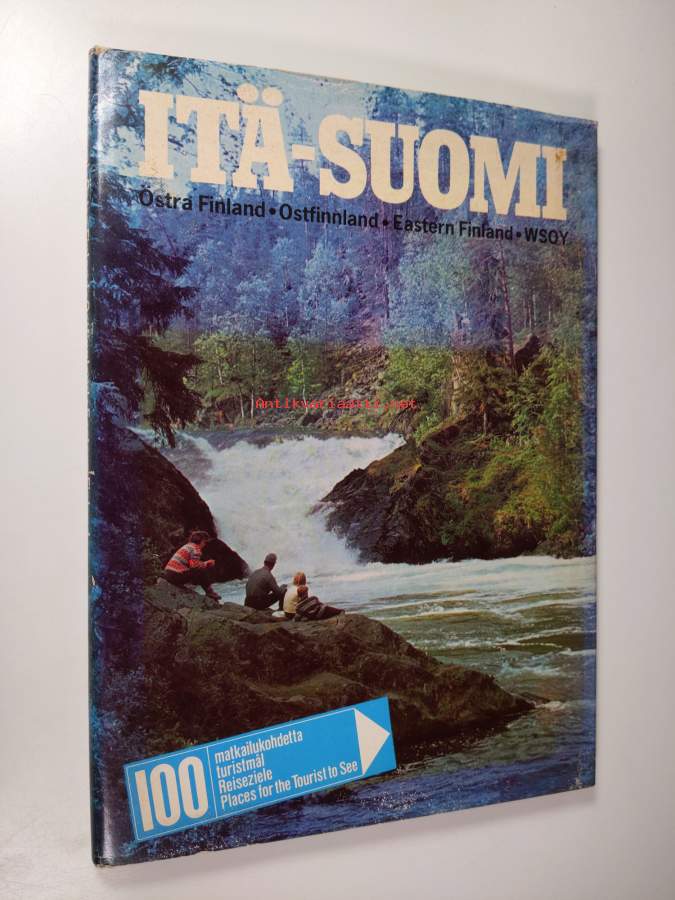 ITÄ-SUOMI
Östra Finland • Ostfinnland • Eastern Finland • WSOY
Antikvariaatti.net
100
matkailukohdetta
turistmål
Reiseziele
Places for the Tourist to See